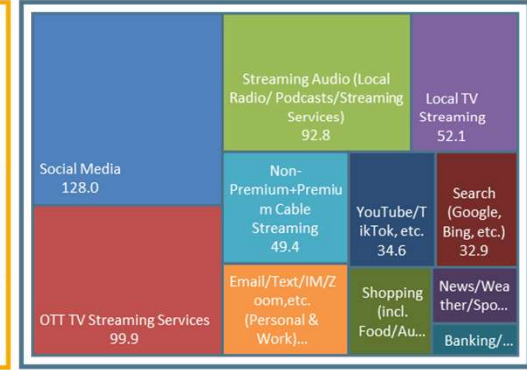 Social Media
128.0
OTT TV Streaming Services
99.9
Streaming Audio (Local
Radio/ Podcasts/Streaming
Services)
92.8
Local TV
Streaming
52.1
Non-
Premium+Premiu
m Cable
Streaming
49.4
YouTube/T
ikTok, etc.
34.6
Search
(Google,
Bing, etc.)
32.9
Email/Text/IM/Z
oom,etc.
(Personal &
Work)...
Shopping
(incl.
Food/Au...
News/Wea
ther/Spo...
Banking/...